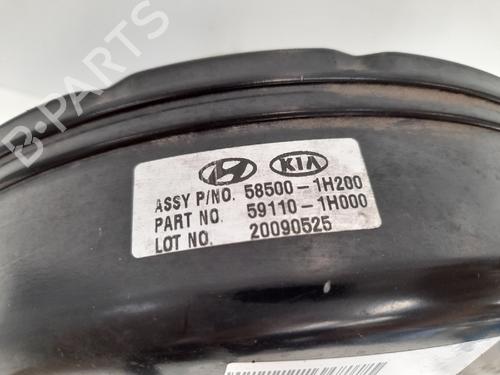 KIA
ASSY P/NO. 58500-1H200
PART NO. 59110-1H000
LOT NO. 20090525
B-PARTS